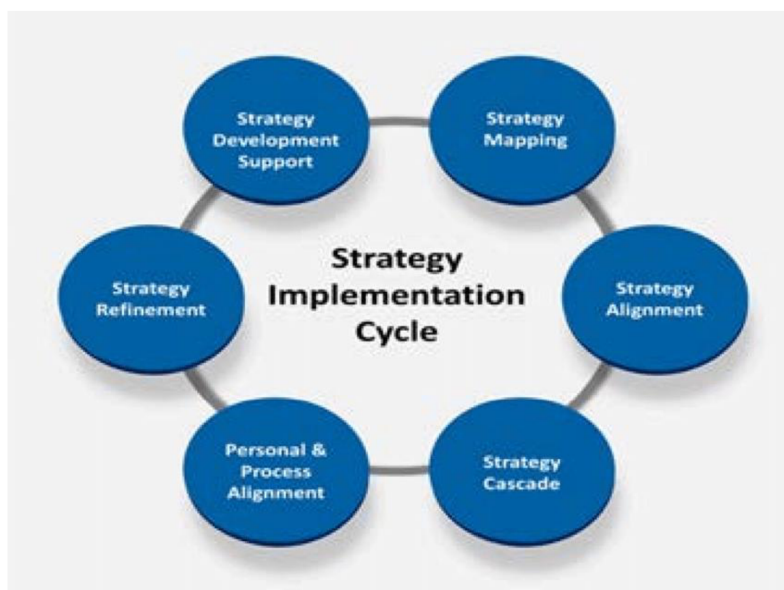 Strategy
Development
Support
Strategy
Mapping
Strategy
Alignment
Strategy
Cascade
Personal &
Process
Alignment
Strategy
Refinement
Strategy
Implementation
Cycle